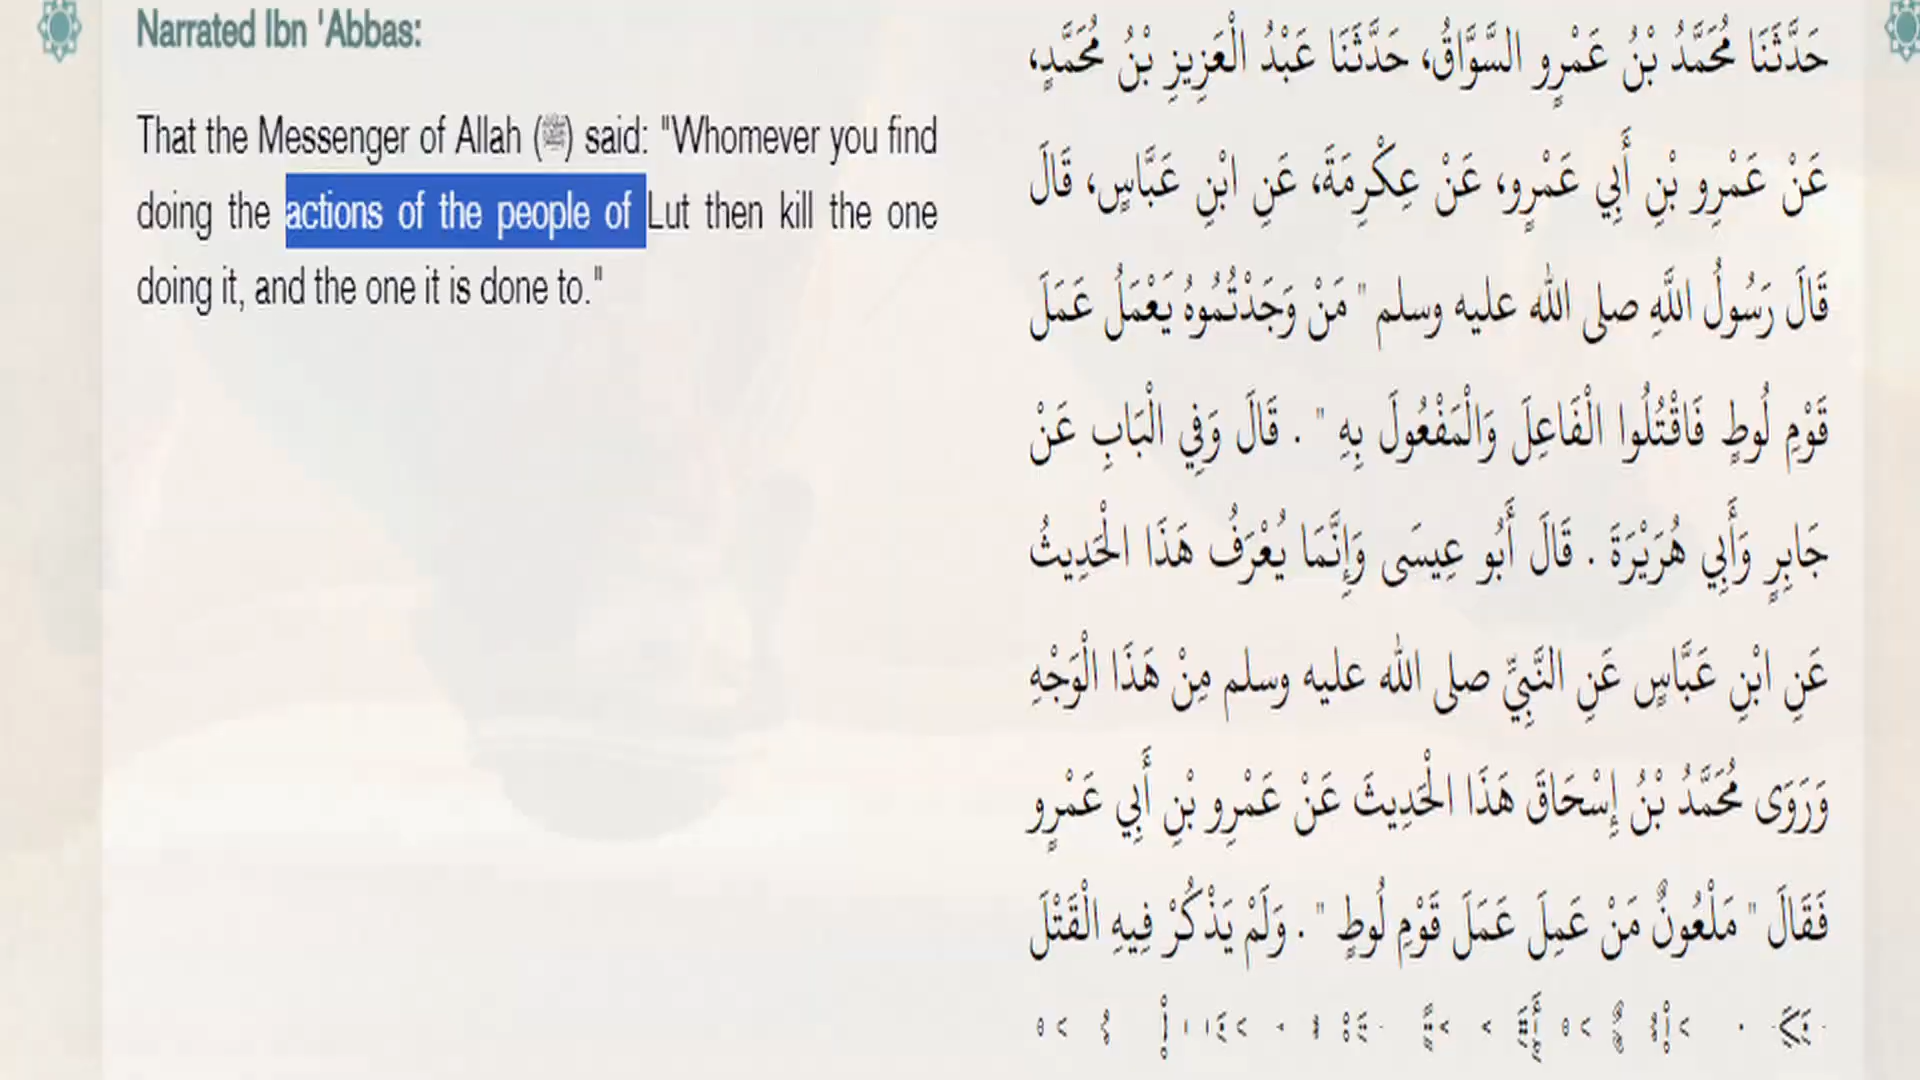 Narrated Ibn 'Abbas:
That the Messenger of Allah (ﷺ) said: "Whomever you find
doing the actions of the people of Lut then kill the one
doing it, and the one it is done to."
حَدَّثَنَا مُحَمَّدُ بْنُ عَمْرٍو السَّوَّاقُ، حَدَّثَنَا عَبْدُ الْعَزِيزِ بْنُ مُحَمَّدٍ،
عَنْ عَمْرِو بْنِ أَبِي عَمْرٍو، عَنْ عِكْرِمَةَ، عَنِ ابْنِ عَبَّاسٍ، قَالَ
قَالَ رَسُولُ اللَّهِ صلى الله عليه وسلم " مَنْ وَجَدْتُمُوهُ يَعْمَلُ عَمَلَ
قَوْمِ لُوطٍ فَاقْتُلُوا الْفَاعِلَ وَالْمَفْعُولَ بِهِ " . قَالَ وَفِي الْبَابِ عَنْ
جَابِرٍ وَأَبِي هُرَيْرَةَ . قَالَ أَبُو عِيسَى وَإِنَّمَا يُعْرَفُ هَذَا الْحَدِيثُ
عَنِ ابْنِ عَبَّاسٍ عَنِ النَّبِيِّ صلى الله عليه وسلم مِنْ هَذَا الْوَجْهِ
وَرَوَى مُحَمَّدُ بْنُ إِسْحَاقَ هَذَا الْحَدِيثَ عَنْ عَمْرِو بْنِ أَبِي عَمْرٍو
فَقَالَ " مَلْعُونٌ مَنْ عَمِلَ عَمَلَ قَوْمِ لُوطٍ " . وَلَمْ يَذْكُرْ فِيهِ الْقَتْلَ